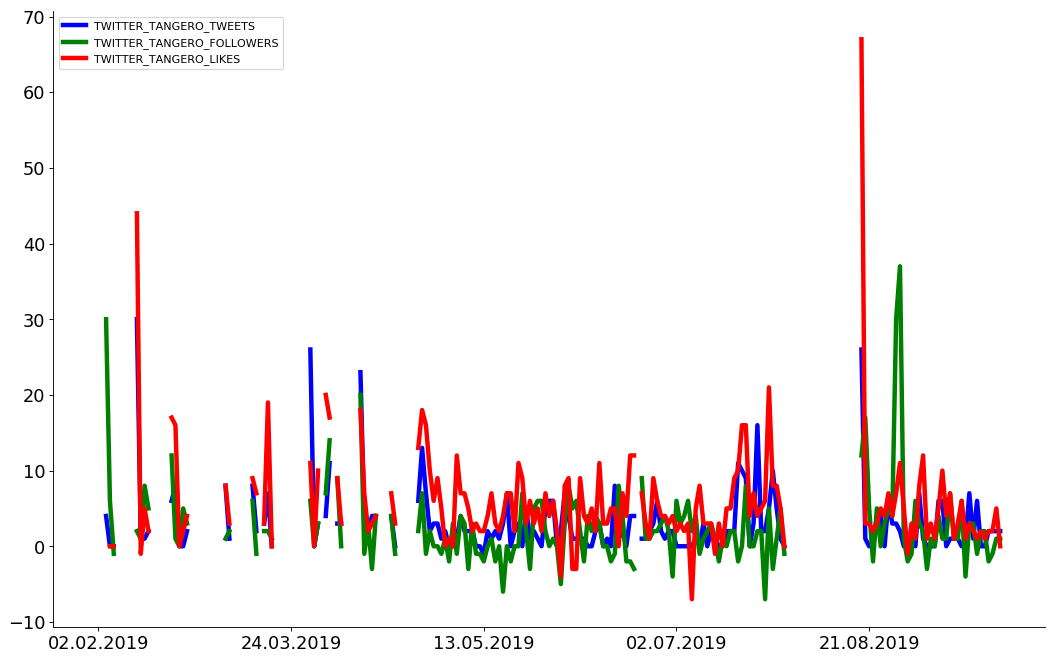 TWITTER_TANGERO_TWEETS
TWITTER_TANGERO_FOLLOWERS
TWITTER_TANGERO_LIKES
70
60
50
40
30
20
10
0
−10
02.02.2019 24.03.2019 13.05.2019 02.07.2019 21.08.2019